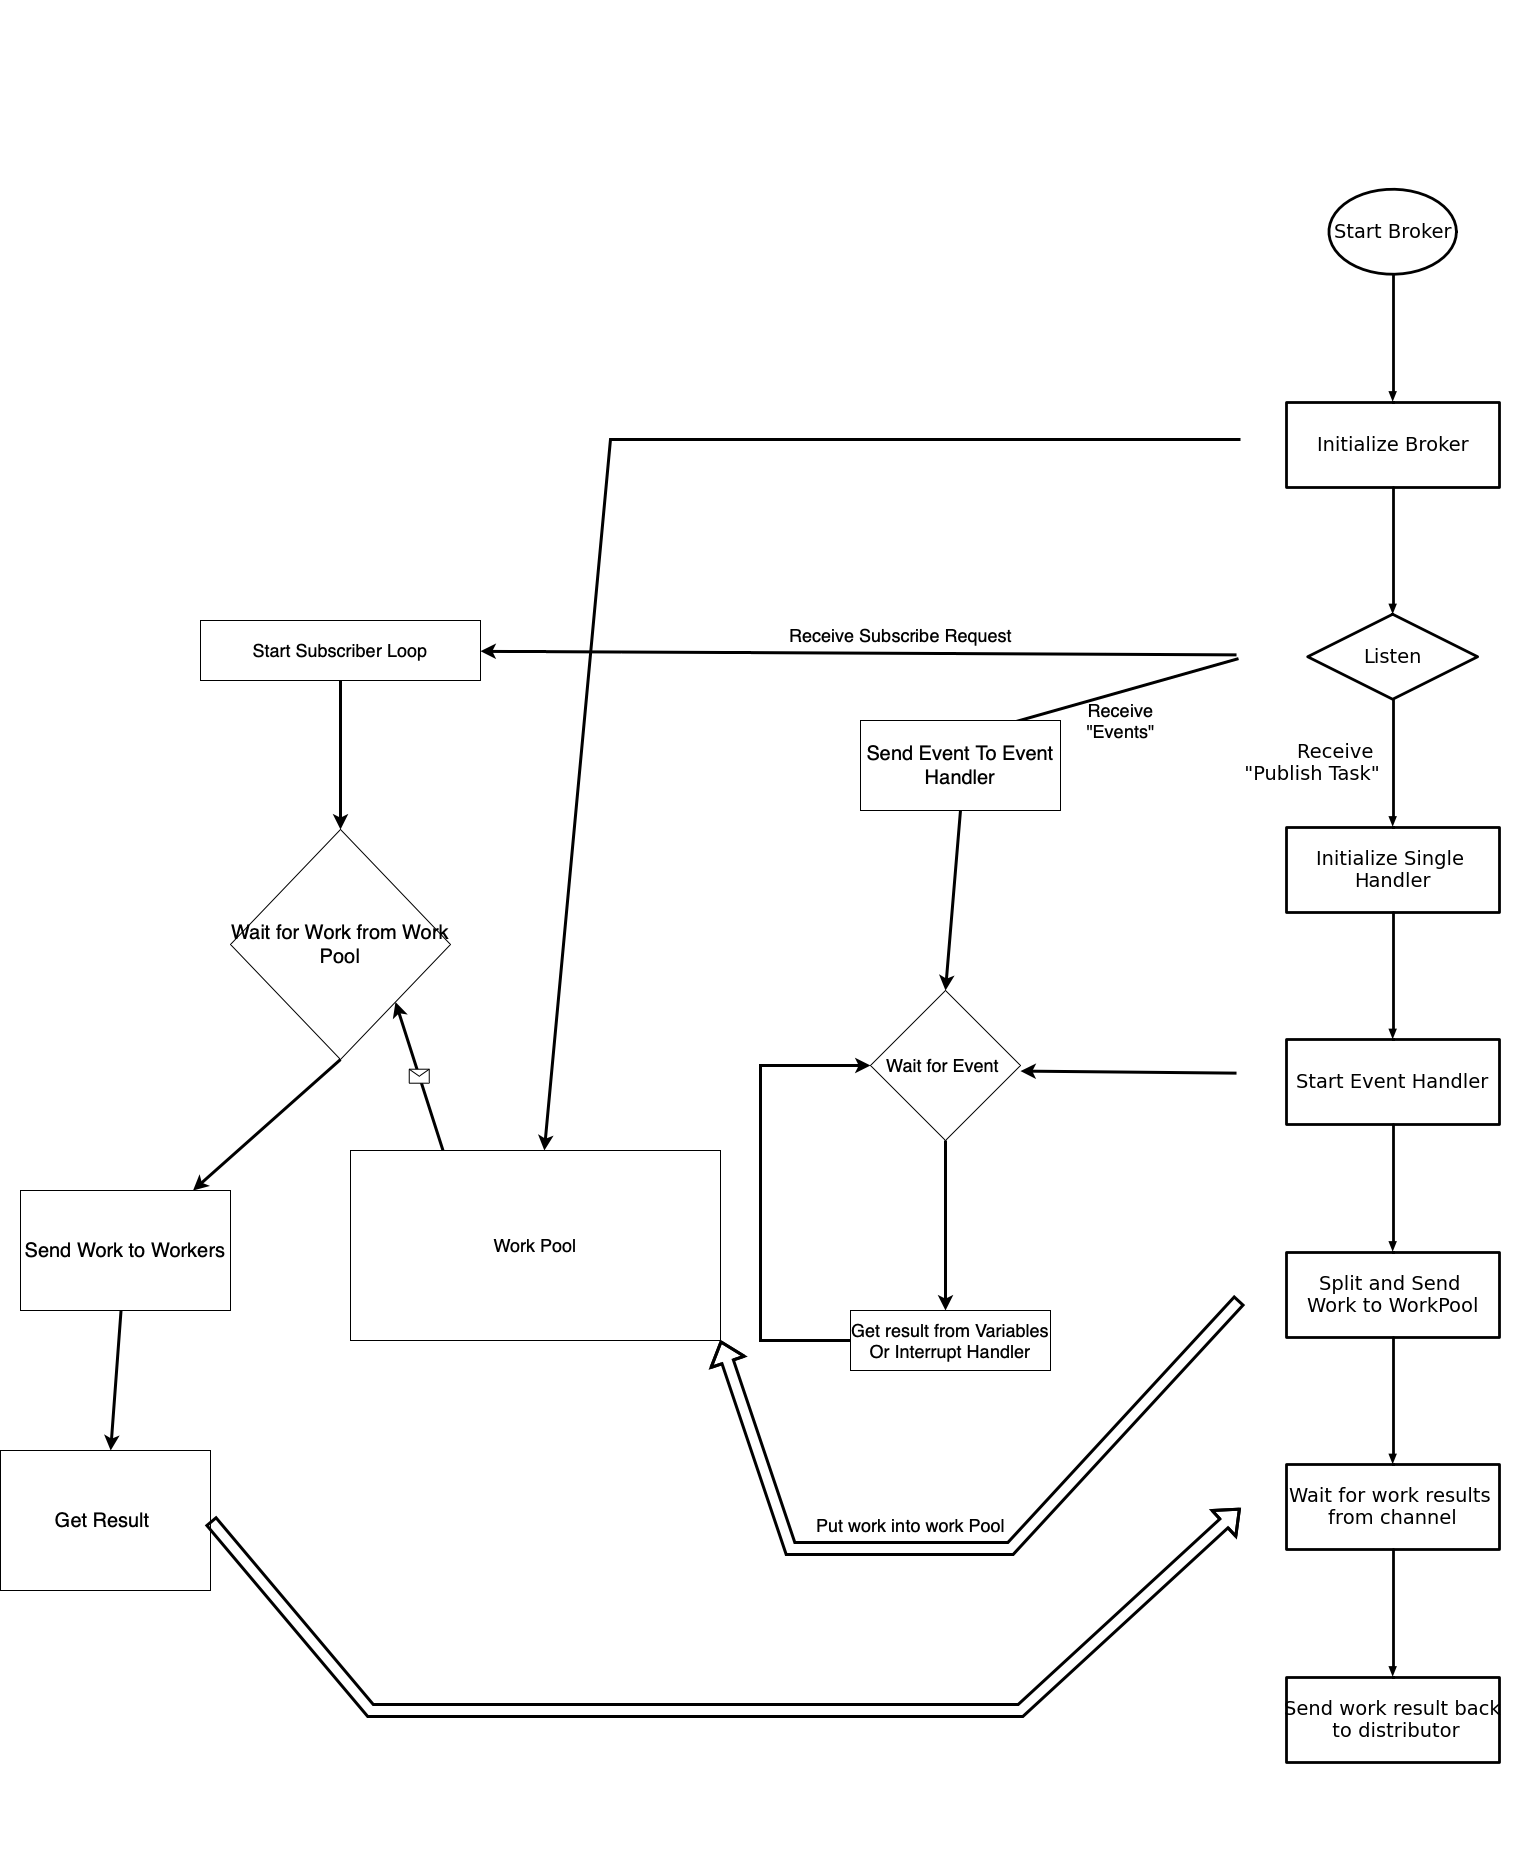 Start Broker
Initialize Broker
Receive Subscribe Request
Start Subscriber Loop
Listen
Receive
"Events"
Send Event To Event
Handler
Receive
"Publish Task"
Initialize Single
Handler
Wait for Work from Work
Pool
Wait for Event
Start Event Handler
Send Work to Workers
Work Pool
Split and Send
Work to WorkPool
Get result from Variables
Or Interrupt Handler
Get Result
Put work into work Pool
Wait for work results
from channel
Send work result back
to distributor